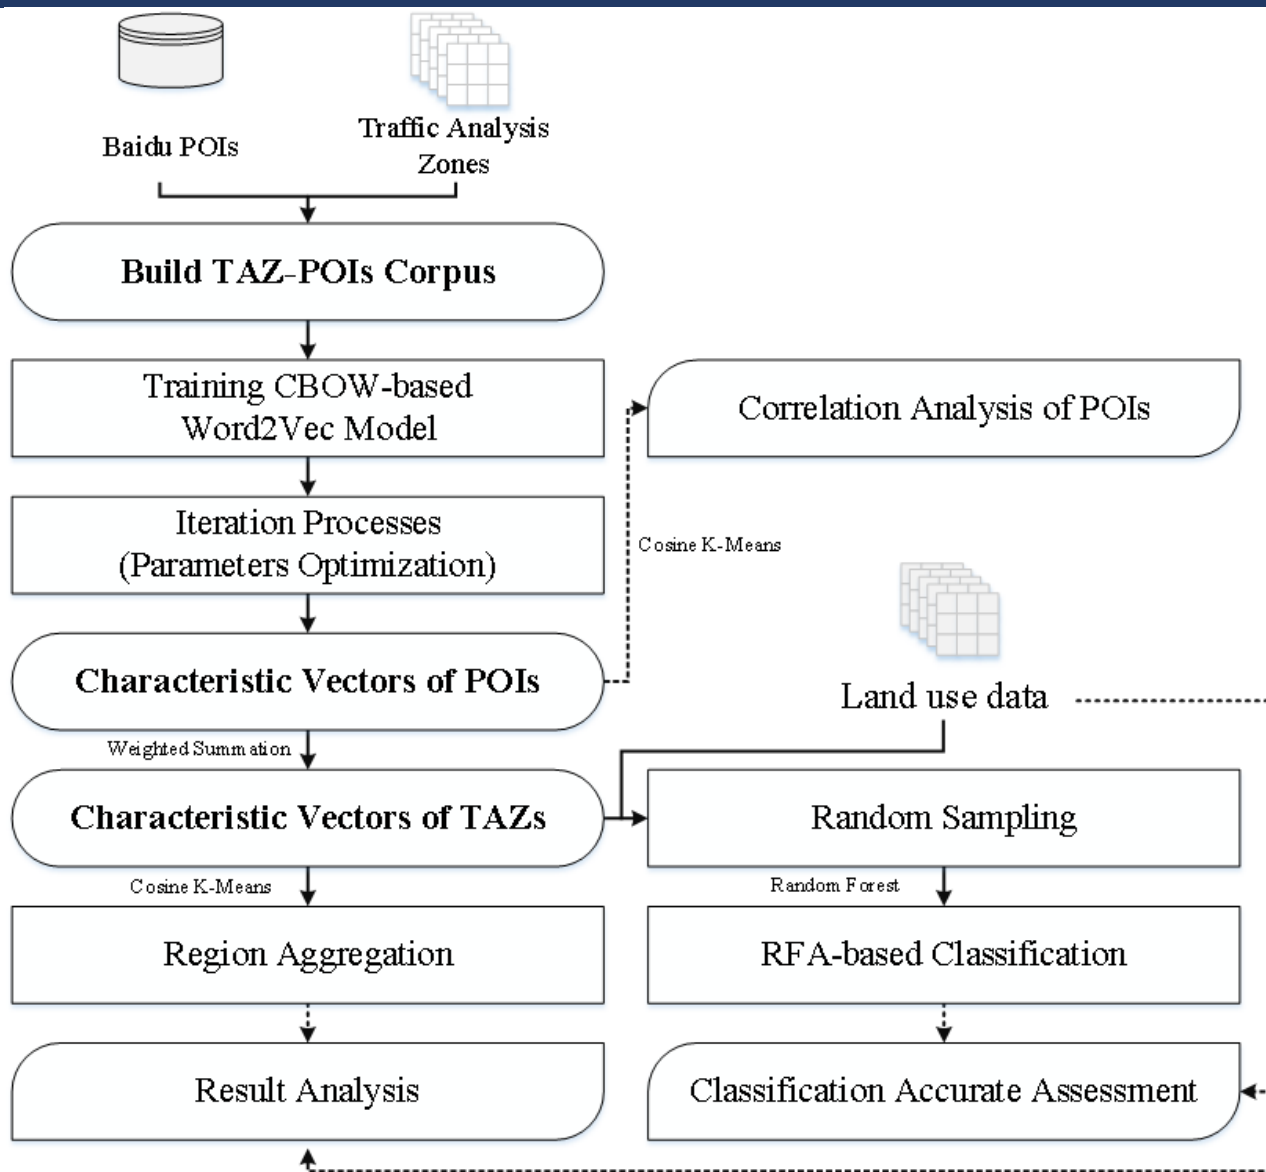 Baidu POIs
Traffic Analysis
Zones
Build TAZ-POIs Corpus
Training CBOW-based
Word2Vec Model
Correlation Analysis of POIs
Iteration Processes
(Parameters Optimization)
Cosine K-Means
Characteristic Vectors of POIs
Land use data
Weighted Summation
Characteristic Vectors of TAZs
Random Sampling
Cosine K-Means
Random Forest
Region Aggregation
RFA-based Classification
Result Analysis
Classification Accurate Assessment